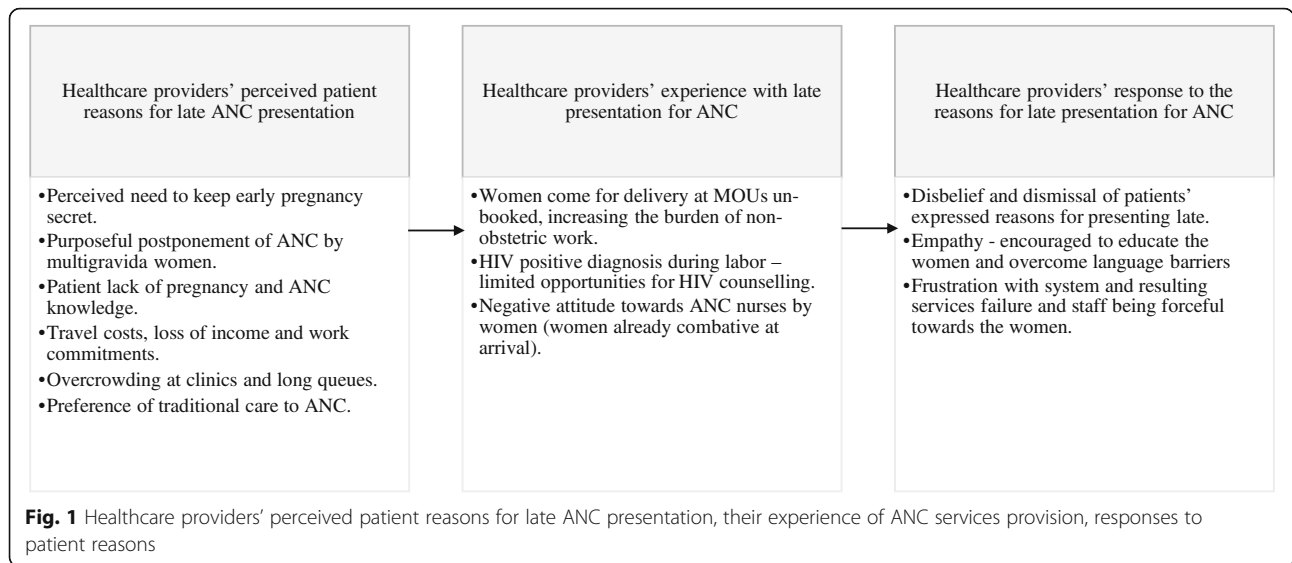 Healthcare providers' perceived patient
reasons for late ANC presentation
•Perceived need to keep early pregnancy
secret.
•Purposeful postponement of ANC by
multigravida women.
•Patient lack of pregnancy and ANC
knowledge.
•Travel costs, loss of income and work
commitments.
•Overcrowding at clinics and long queues.
•Preference of traditional care to ANC.
Healthcare providers' experience with late
presentation for ANC
•Women come for delivery at MOUs un-
booked, increasing the burden of non-
obstetric work.
•HIV positive diagnosis during labor –
limited opportunities for HIV counselling.
•Negative attitude towards ANC nurses by
women (women already combative at
arrival).
Healthcare providers' response to the
reasons for late presentation for ANC
•Disbelief and dismissal of patients'
expressed reasons for presenting late.
•Empathy - encouraged to educate the
women and overcome language barriers
•Frustration with system and resulting
services failure and staff being forceful
towards the women.
Fig. 1 Healthcare providers' perceived patient reasons for late ANC presentation, their experience of ANC services provision, responses to
patient reasons